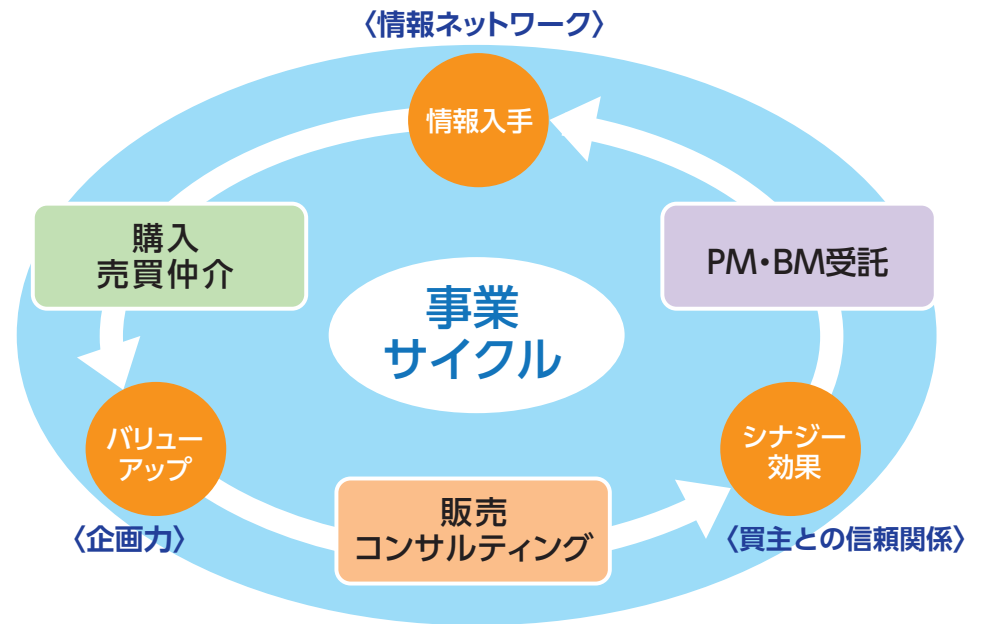 〈情報ネットワーク〉
情報入手
購入
売買仲介
PM・BM受託
事業
サイクル
バリュー
アップ
シナジー
効果
販売
コンサルティング
〈企画力〉
〈買主との信頼関係〉